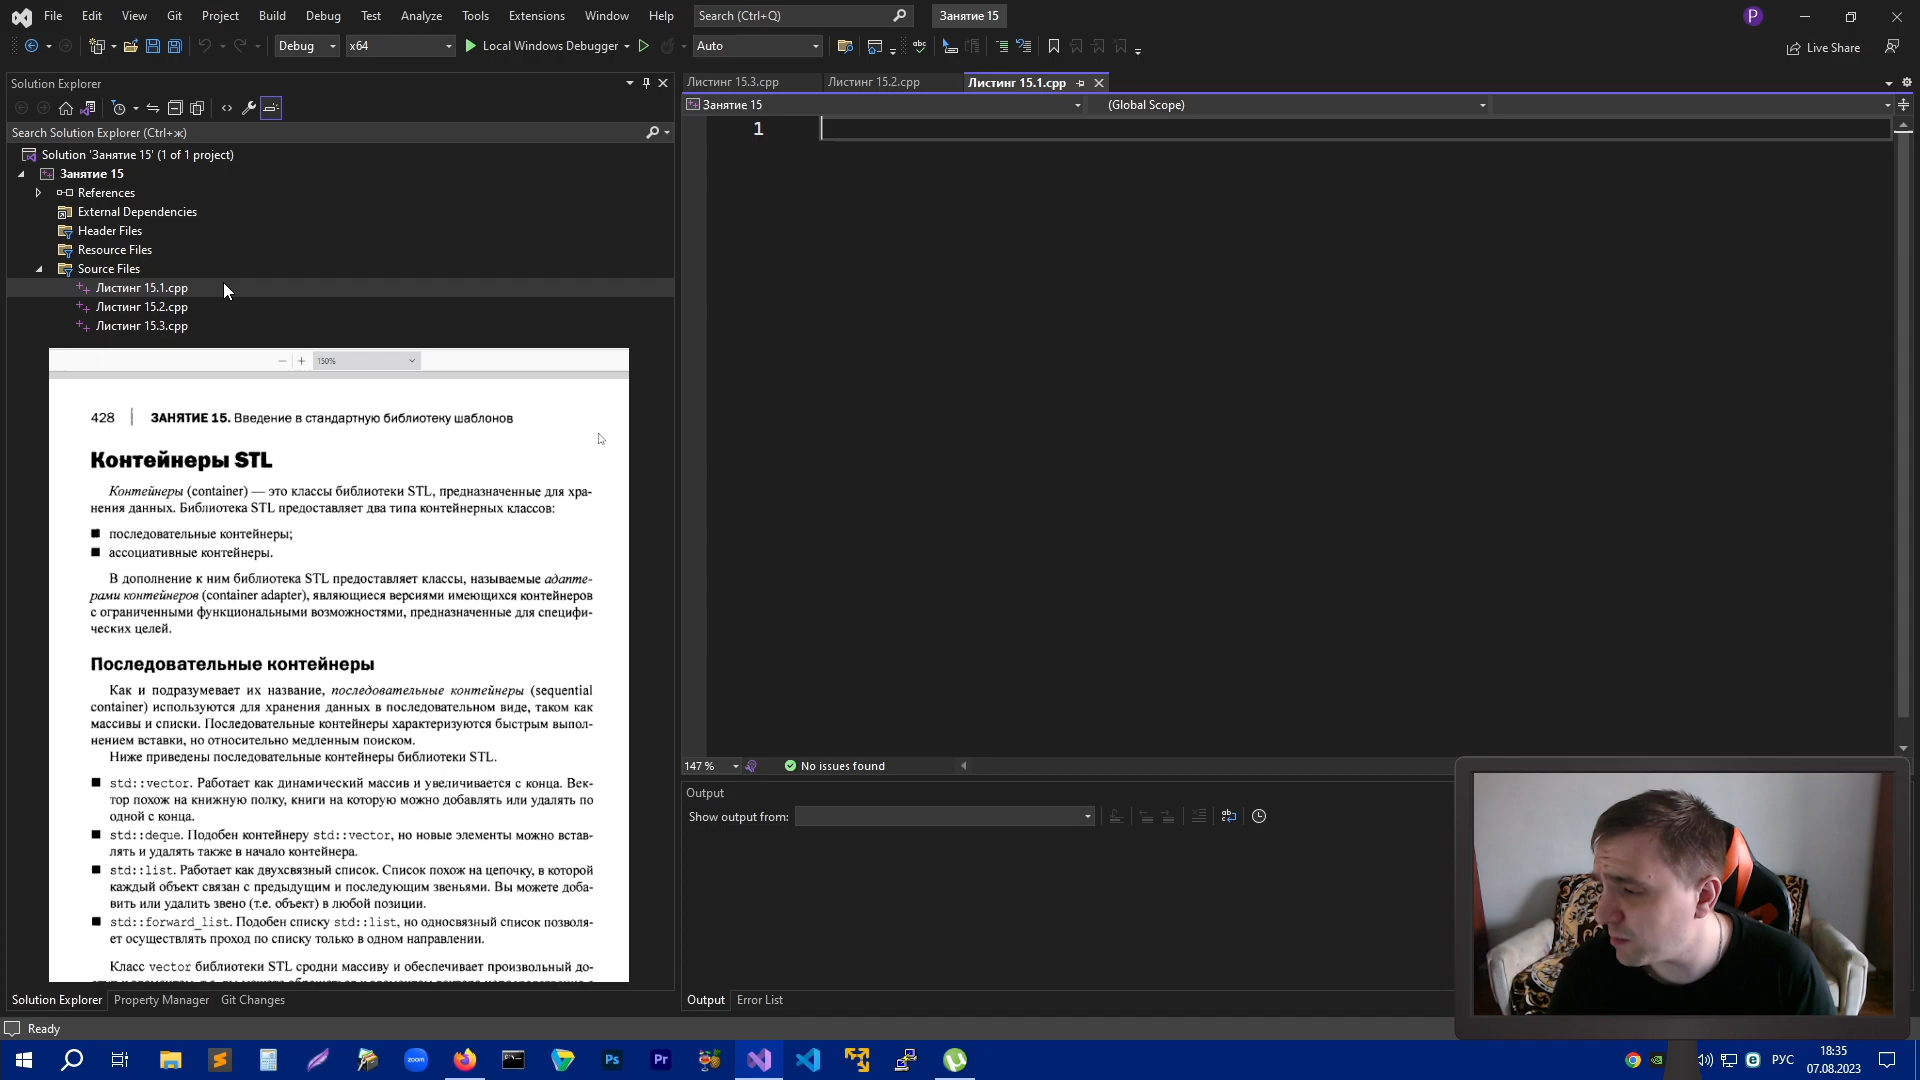 File Edit View Git Project Build Debug Test Analyze Tools Extensions Window Help Search (Ctrl+Q) Занятие 15 P
Debug x64 Local Windows Debugger Auto Live Share
Solution Explorer
Search Solution Explorer (Ctrl+ж)
Solution 'Занятие 15' (1 of 1 project)
Занятие 15
References
External Dependencies
Header Files
Resource Files
Source Files
Листинг 15.1.cpp
Листинг 15.2.cpp
Листинг 15.3.cpp
150%
428 ЗАНЯТИЕ 15. Введение в стандартную библиотеку шаблонов
Контейнеры STL
Контейнеры (container) — это классы библиотеки STL, предназначенные для хра-
нения данных. Библиотека STL предоставляет два типа контейнерных классов:
последовательные контейнеры;
ассоциативные контейнеры.
В дополнение к ним библиотека STL предоставляет классы, называемые адапте-
рами контейнеров (container adapter), являющиеся версиями имеющихся контейнеров
с ограниченными функциональными возможностями, предназначенные для специфи-
ческих целей.
Последовательные контейнеры
Как и подразумевает их название, последовательные контейнеры (sequential
container) используются для хранения данных в последовательном виде, таком как
массивы и списки. Последовательные контейнеры характеризуются быстрым выпол-
нением вставки, но относительно медленным поиском.
Ниже приведены последовательные контейнеры библиотеки STL.
std::vector. Работает как динамический массив и увеличивается с конца. Век-
тор похож на книжную полку, книги на которую можно добавлять или удалять по
одной с конца.
std::deque. Подобен контейнеру std::vector, но новые элементы можно встав-
лять и удалять также в начало контейнера.
std::list. Работает как двухсвязный список. Список похож на цепочку, в которой
каждый объект связан с предыдущим и последующим звеньями. Вы можете доба-
вить или удалить звено (т.е. объект) в любой позиции.
std::forward_list. Подобен списку std::list, но односвязный список позволя-
ет осуществлять проход по списку только в одном направлении.
Класс vector библиотеки STL сродни массиву и обеспечивает произвольный до-
Solution Explorer Property Manager Git Changes
Листинг 15.3.cpp Листинг 15.2.cpp Листинг 15.1.cpp
Занятие 15 (Global Scope)
1
147 % No issues found
Output
Show output from:
Output Error List
Ready
zoom Ps Pr РУС
18:35
07.08.2023